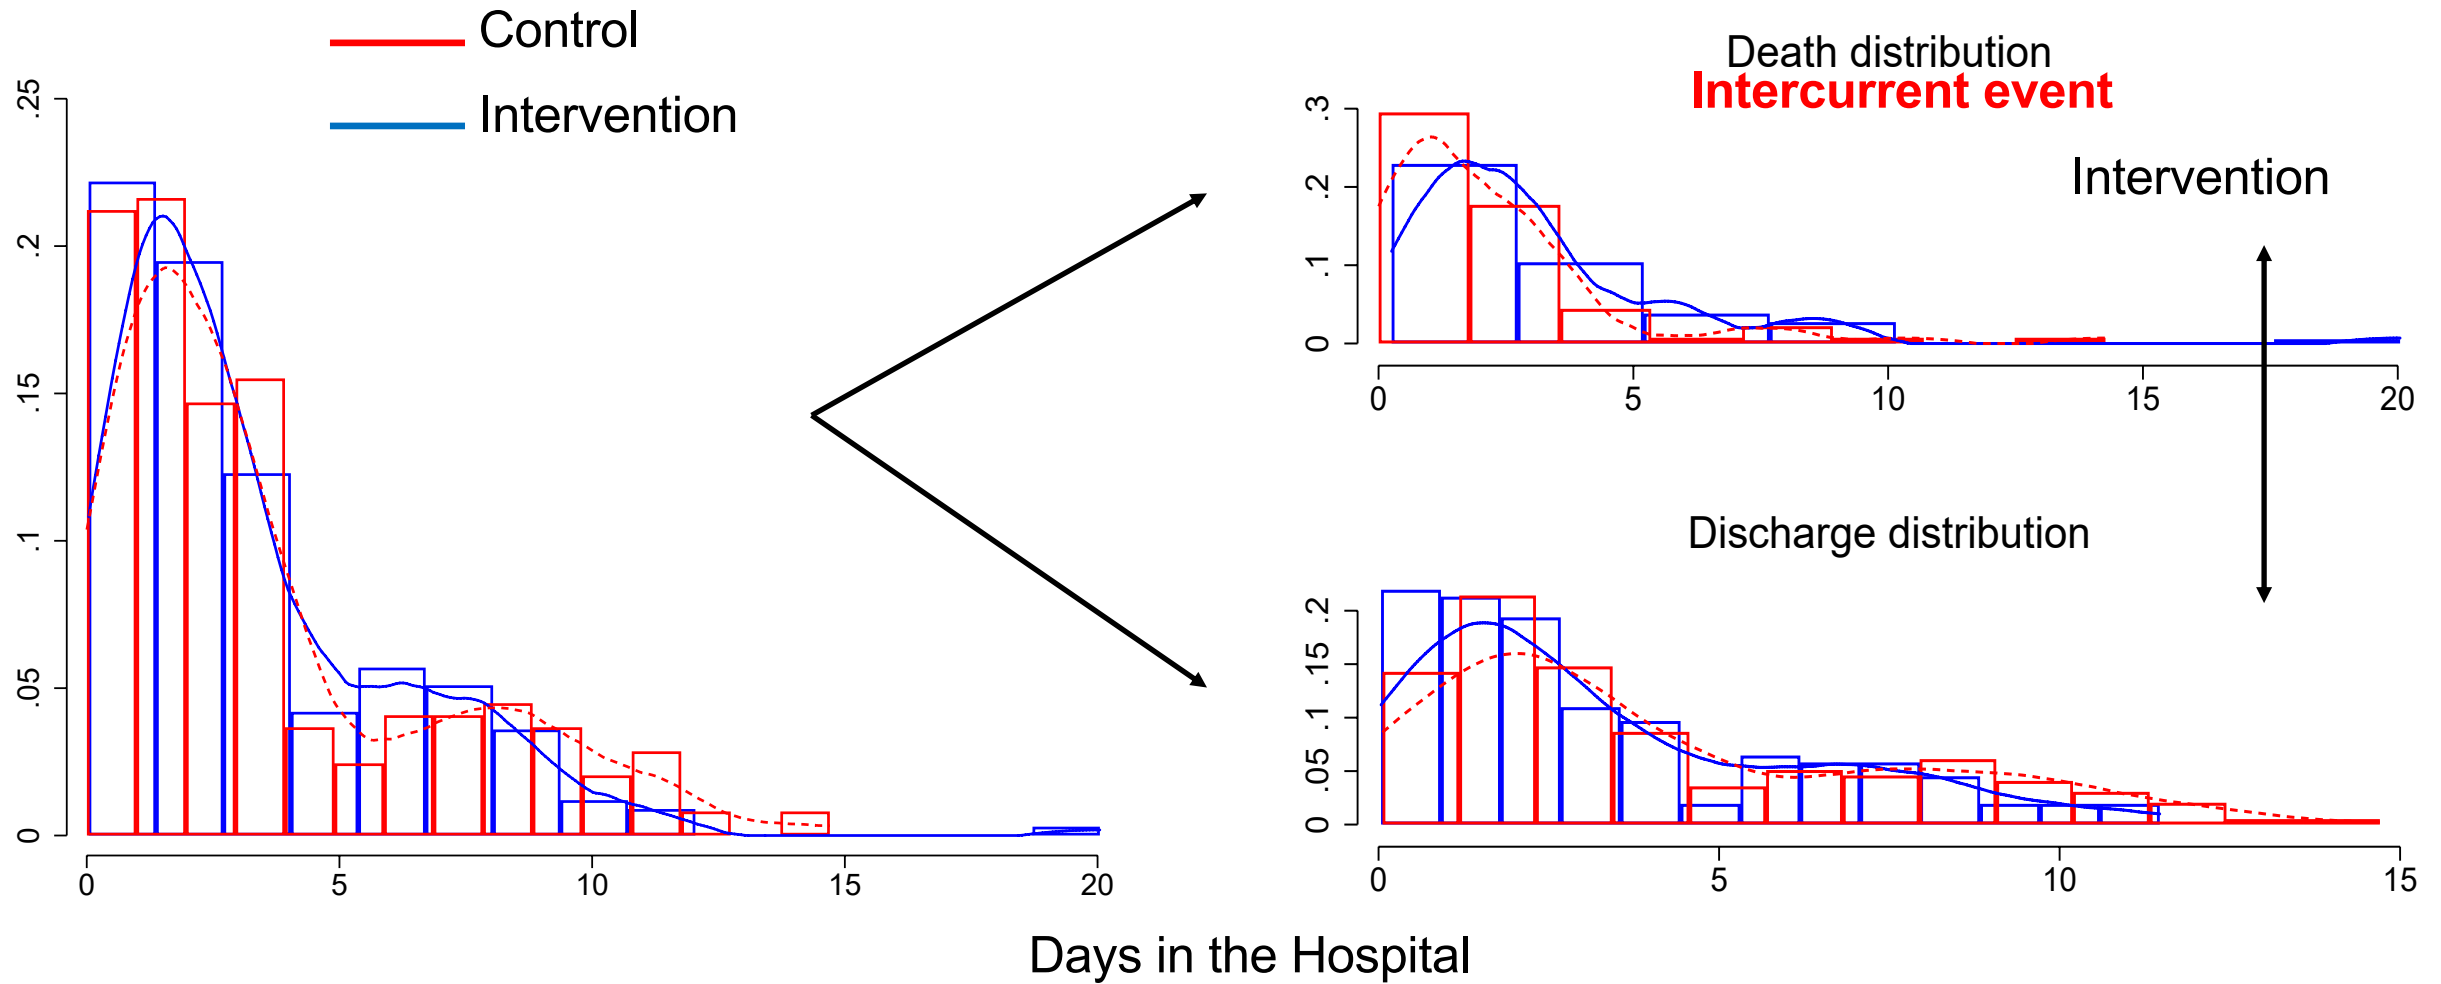 Control
Intervention
.25
.2
.15
.1
.05
0
0 5 10 15 20
Death distribution
Intercurrent event
.3
.2
.1
0
0 5 10 15 20
Intervention
Discharge distribution
.2
.15
.1
.05
0
0 5 10 15
Days in the Hospital